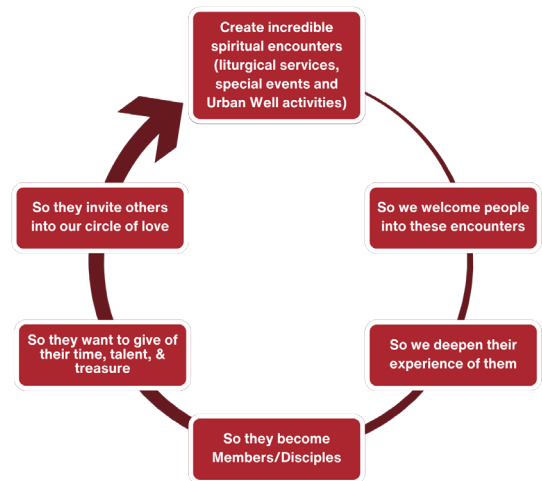 Create incredible
spiritual encounters
(liturgical services,
special events and
Urban Well activities)
So we welcome people
into these encounters
So we deepen their
experience of them
So they become
Members/Disciples
So they want to give of
their time, talent, &
treasure
So they invite others
into our circle of love